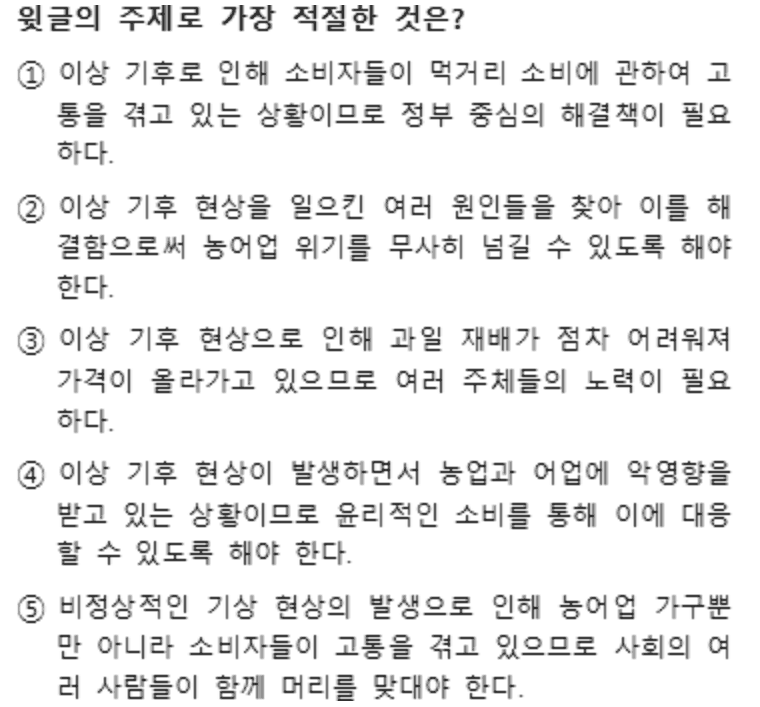 윗글의 주제로 가장 적절한 것은?
① 이상 기후로 인해 소비자들이 먹거리 소비에 관하여 고
통을 겪고 있는 상황이므로 정부 중심의 해결책이 필요
하다.
② 이상 기후 현상을 일으킨 여러 원인들을 찾아 이를 해
결함으로써 농어업 위기를 무사히 넘길 수 있도록 해야
한다.
③ 이상 기후 현상으로 인해 과일 재배가 점차 어려워져
가격이 올라가고 있으므로 여러 주체들의 노력이 필요
하다.
④ 이상 기후 현상이 발생하면서 농업과 어업에 악영향을
받고 있는 상황이므로 윤리적인 소비를 통해 이에 대응
할 수 있도록 해야 한다.
⑤ 비정상적인 기상 현상의 발생으로 인해 농어업 가구뿐
만 아니라 소비자들이 고통을 겪고 있으므로 사회의 여
러 사람들이 함께 머리를 맞대야 한다.